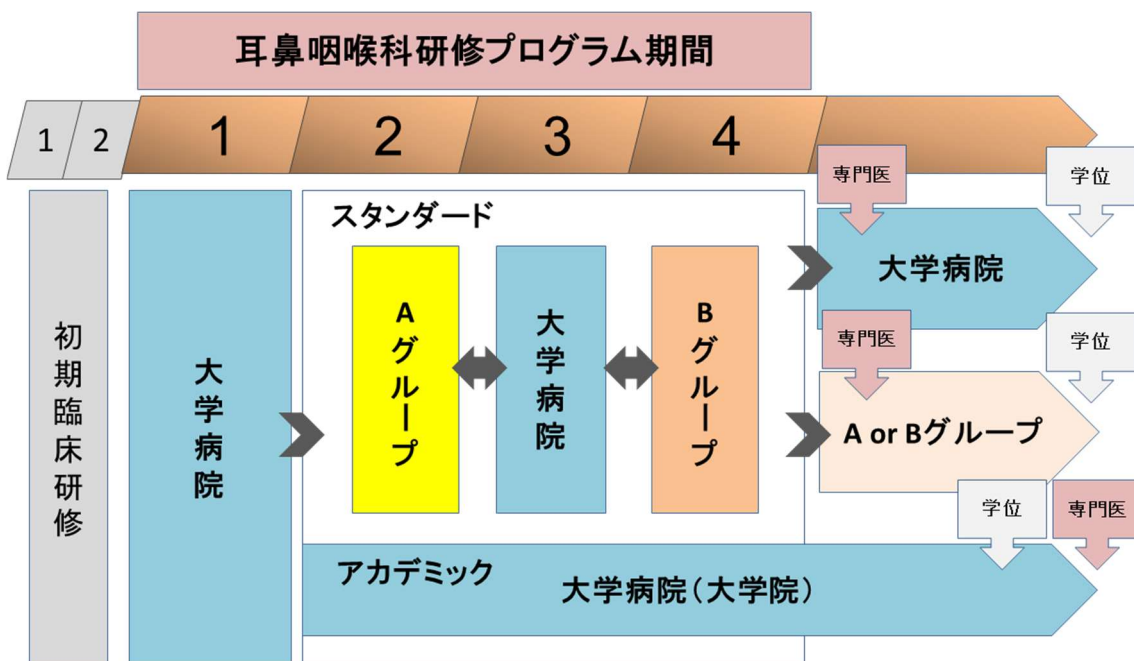 耳鼻咽喉科研修プログラム期間
1
2
1
2
3
4
初期臨床研修
大学病院
スタンダード
Aグループ
大学病院
Bグループ
専門医
学位
大学病院
専門医
学位
A or Bグループ
学位
専門医
アカデミック
大学病院(大学院)